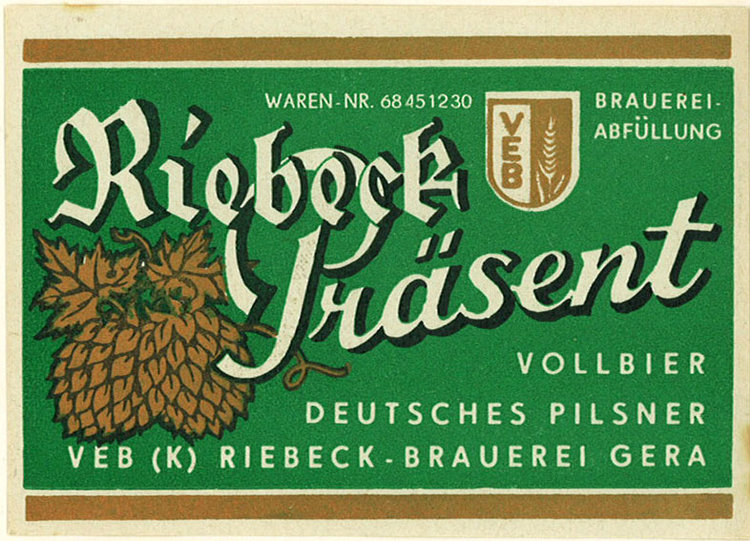 WAREN-NR. 68451230
VEB
BRAUEREI-
ABFÜLLUNG
Riebeck
Präsent
VOLLBIER
DEUTSCHES PILSNER
VEB (K) RIEBECK-BRAUEREI GERA